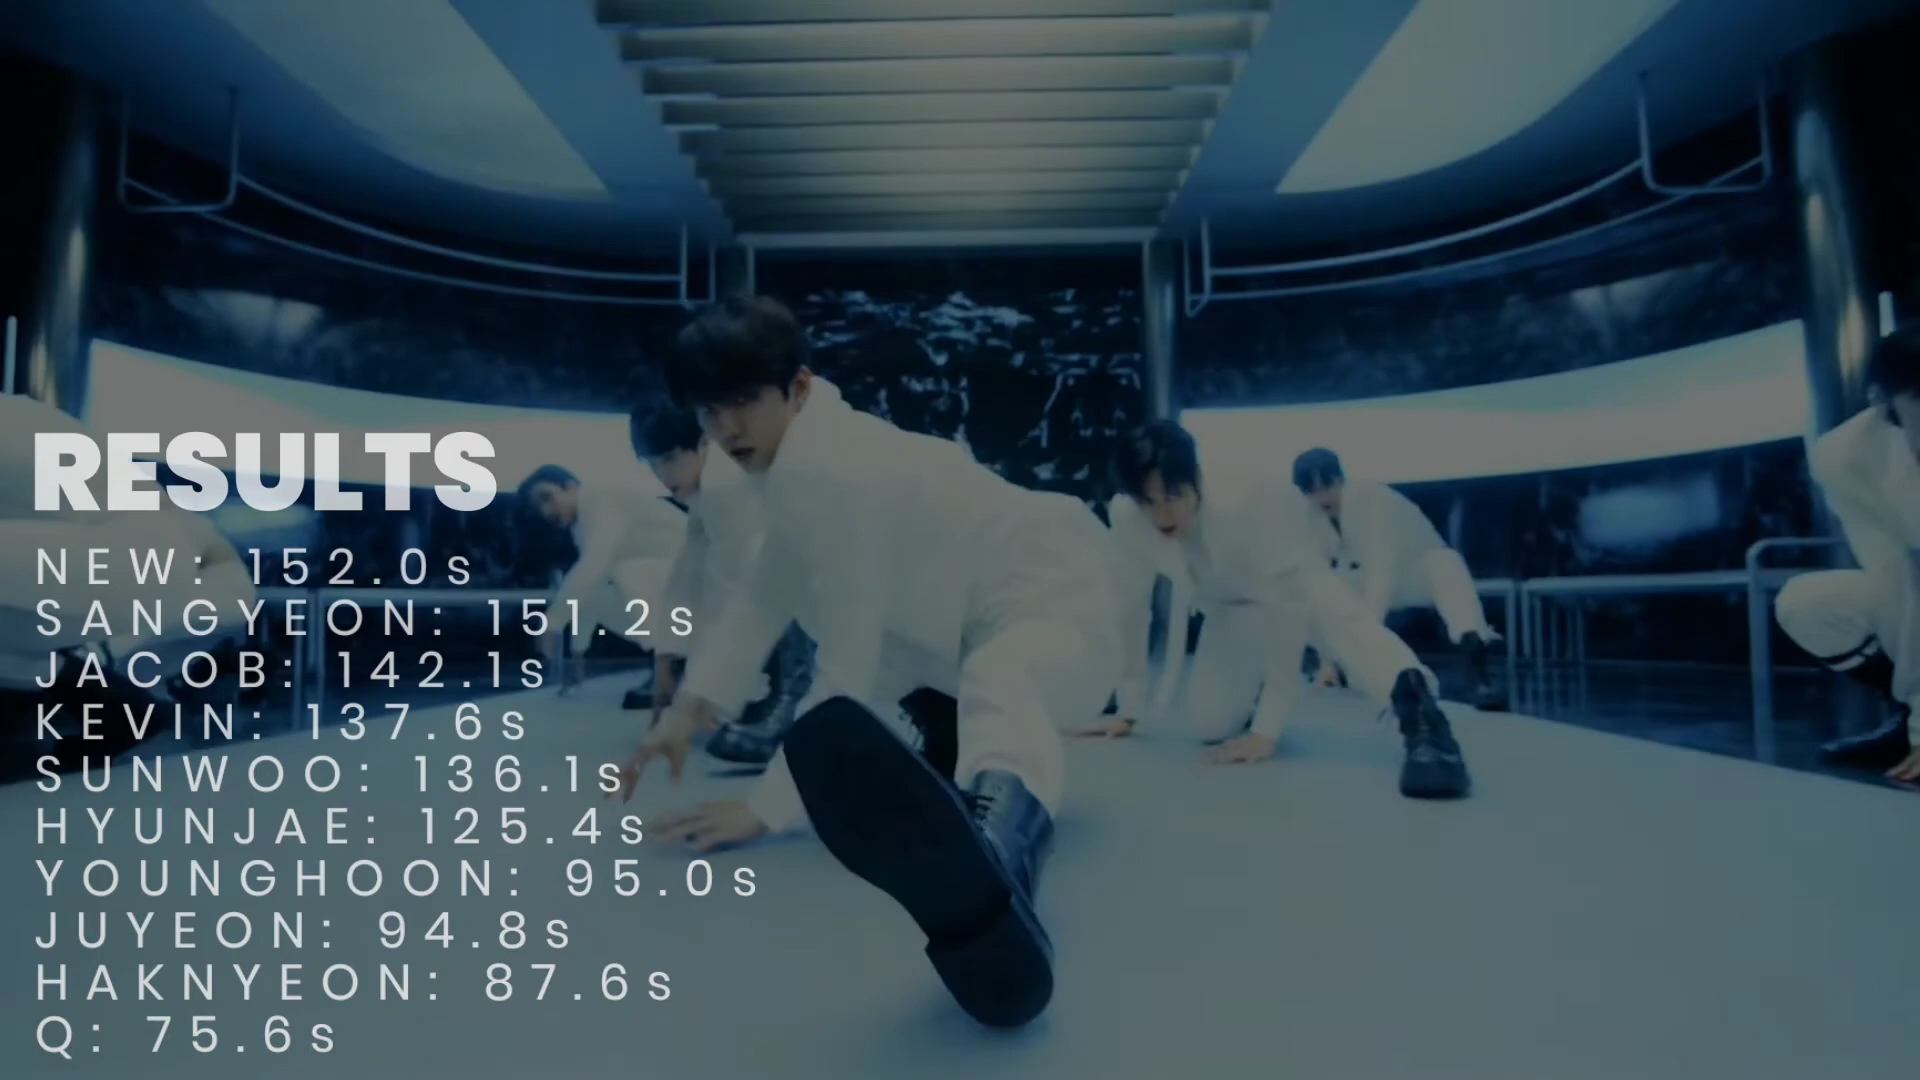 RESULTS
NEW: 152.0s
SANGYEON: 151.2s
JACOB: 142.1s
KEVIN: 137.6s
SUNWOO: 136.1s
HYUNJAE: 125.4s
YOUNGHOON: 95.0s
JUYEON: 94.8s
HAKNYEON: 87.6s
Q: 75.6s